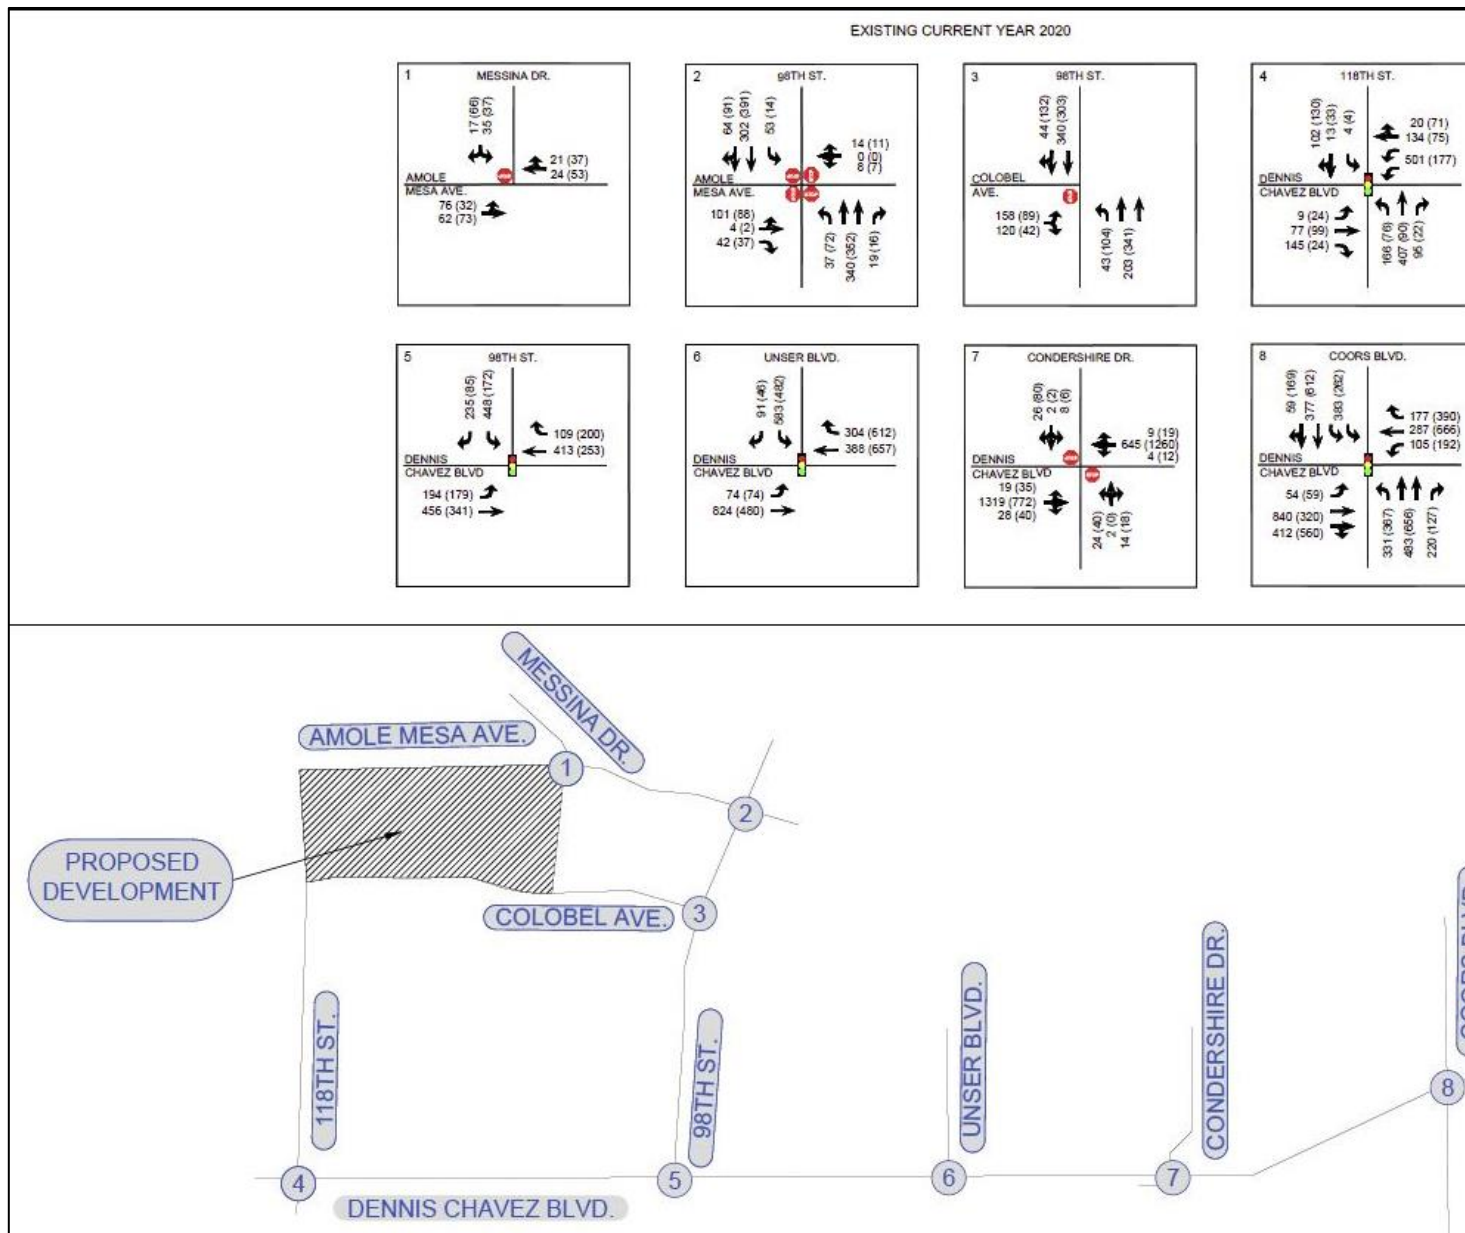 EXISTING CURRENT YEAR 2020
1
MESSINA DR.
17 (66)
35 (37)
21 (37)
24 (53)
AMOLE
MESA AVE.
76 (32)
62 (73)
2
98TH ST.
64 (91)
302 (391)
53 (14)
14 (11)
0 (0)
8 (7)
AMOLE
MESA AVE.
101 (88)
4 (2)
42 (37)
37 (72)
340 (352)
19 (16)
3
98TH ST.
44 (132)
340 (303)
COLOBEL
AVE.
158 (89)
120 (42)
43 (104)
203 (341)
4
118TH ST.
102 (130)
13 (33)
4 (4)
20 (71)
134 (75)
501 (177)
DENNIS
CHAVEZ BLVD
9 (24)
77 (99)
145 (24)
166 (76)
407 (90)
95 (22)
5
98TH ST.
235 (85)
448 (172)
109 (200)
413 (253)
DENNIS
CHAVEZ BLVD
194 (179)
456 (341)
6
UNSER BLVD.
91 (46)
583 (482)
304 (612)
388 (657)
DENNIS
CHAVEZ BLVD
74 (74)
824 (480)
7
CONDERSHIRE DR.
26 (80)
2 (2)
8 (6)
9 (19)
645 (1260)
4 (12)
DENNIS
CHAVEZ BLVD
19 (35)
1319 (772)
28 (40)
24 (40)
2 (0)
14 (18)
8
COORS BLVD.
59 (169)
377 (612)
383 (262)
177 (390)
287 (666)
105 (192)
DENNIS
CHAVEZ BLVD
54 (59)
840 (320)
412 (560)
331 (367)
483 (656)
220 (127)
MESSINA DR.
AMOLE MESA AVE.
1
2
PROPOSED
DEVELOPMENT
COLOBEL AVE.
3
118TH ST.
98TH ST.
UNSER BLVD.
CONDERSHIRE DR.
COORS BLVD.
8
4
5
6
7
DENNIS CHAVEZ BLVD.